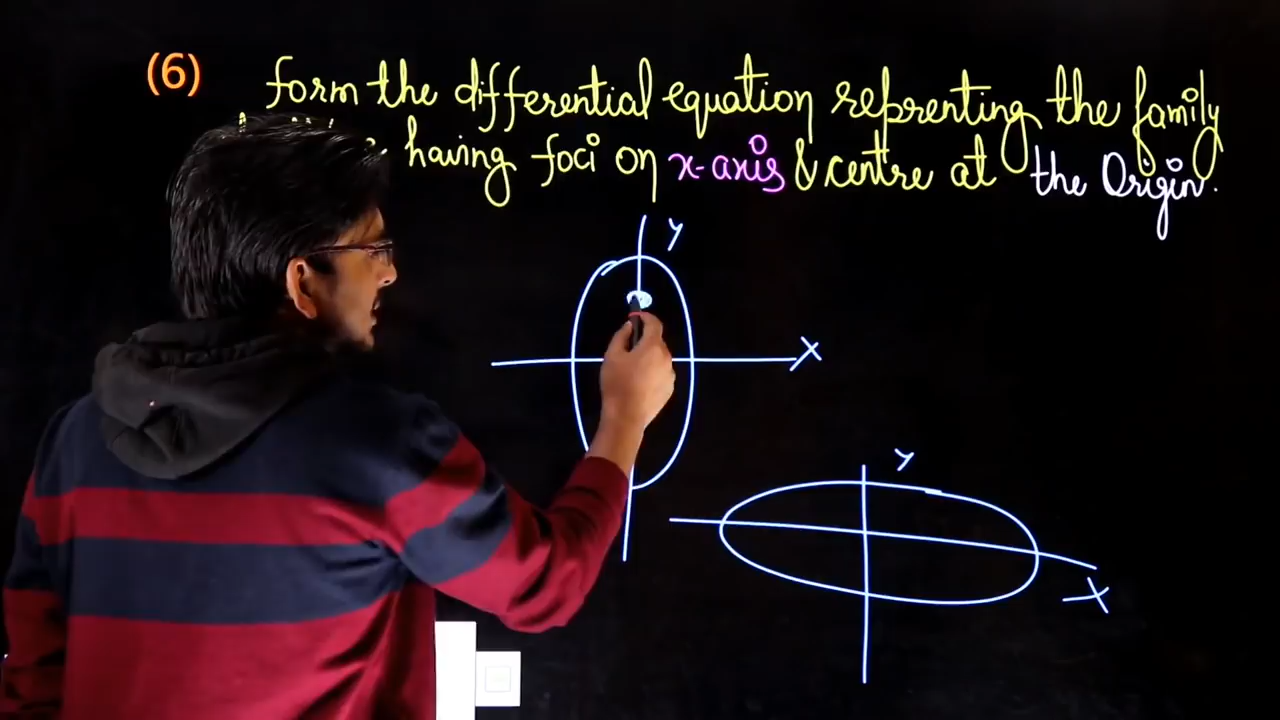 (6) form the differential equation reprenting the family
having foci on x-axis & centre at the Origin.
Y
X
Y
X